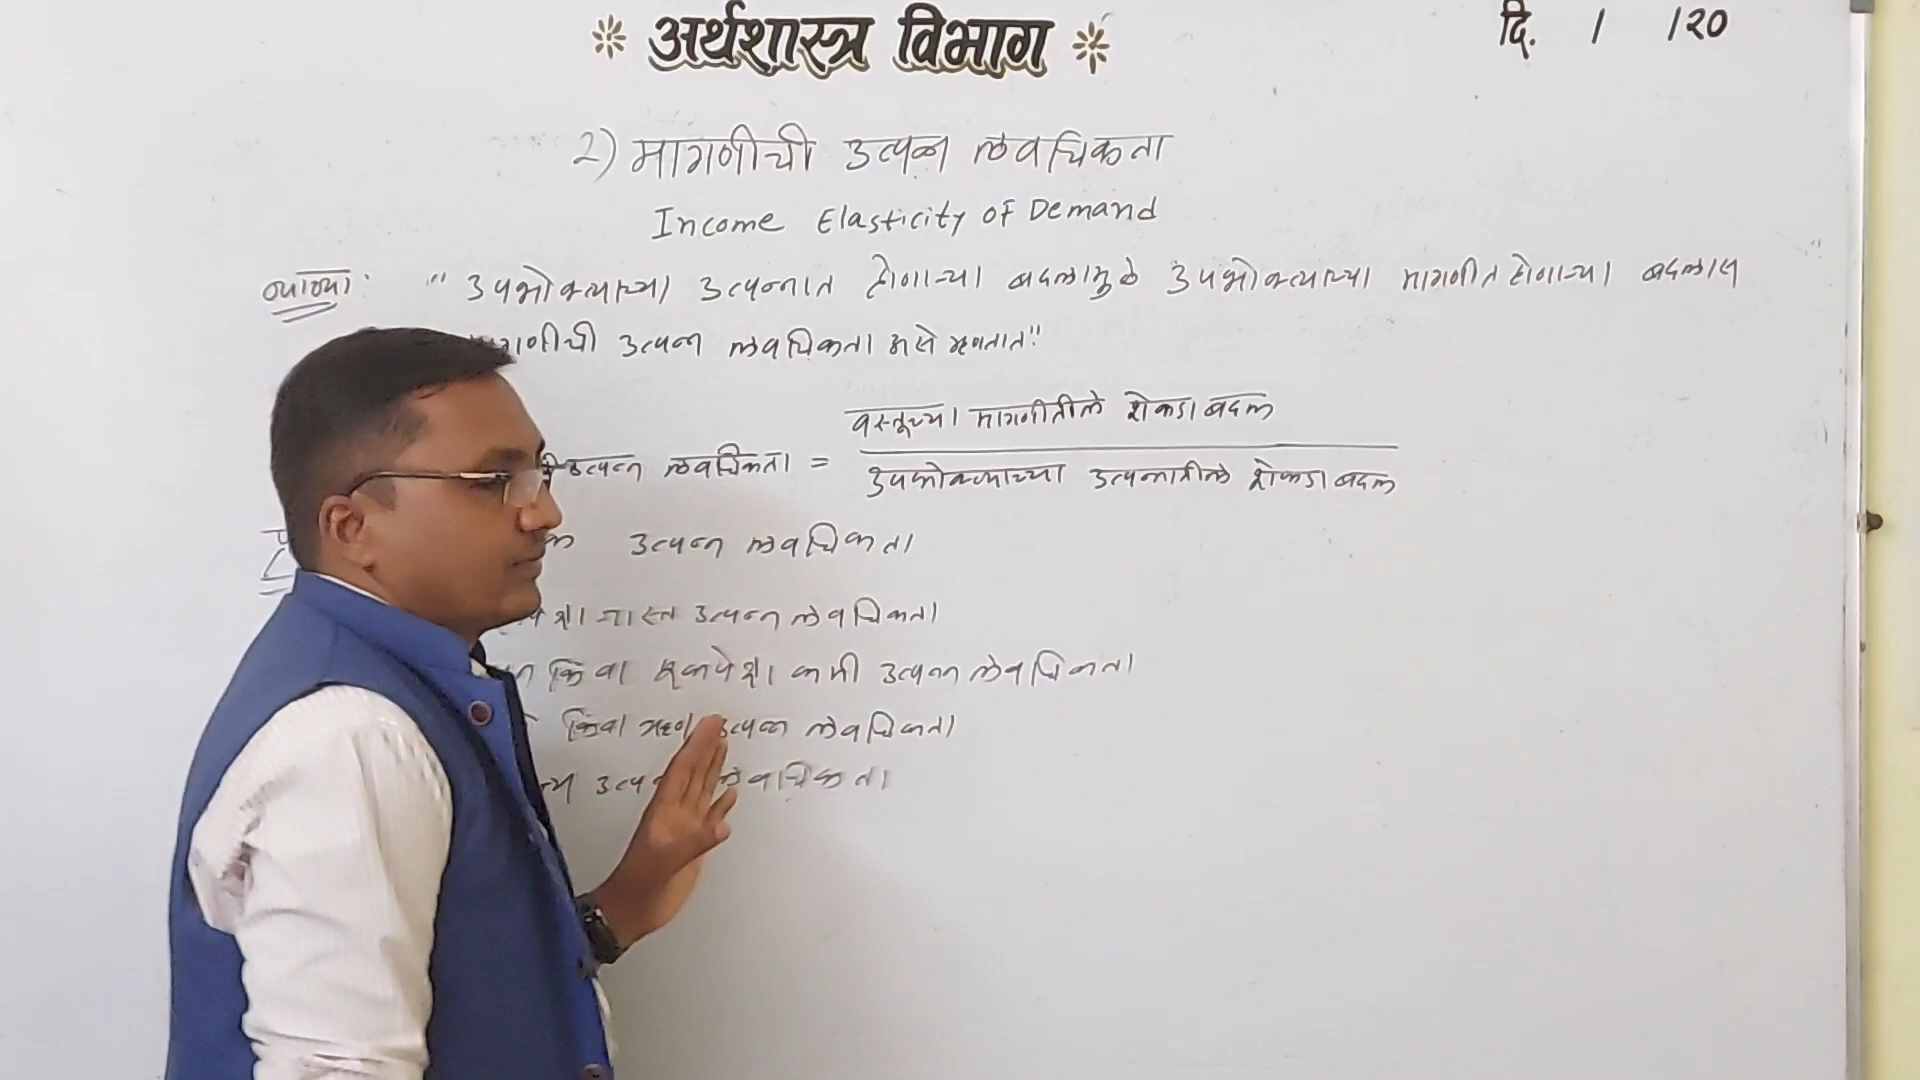 * अर्थशास्त्र विभाग *
दि. / /20
2) मागणीची उत्पन्न लवचिकता
Income Elasticity of Demand
व्याख्या: "उपभोक्त्याच्या उत्पन्नात होणाऱ्या बदलामुळे उपभोक्त्याच्या मागणीत होणाऱ्या बदलास
मागणीची उत्पन्न लवचिकता असे म्हणतात"
वस्तूच्या मागणीतील शेकडा बदल
उत्पन्न लवचिकता =
उपभोक्त्याच्या उत्पन्नातील शेकडा बदल
उत्पन्न लवचिकता
जास्त उत्पन्न लवचिकता
किंवा एकापेक्षा कमी उत्पन्न लवचिकता
किंवा ऋण उत्पन्न लवचिकता
उत्पन्न लवचिकता